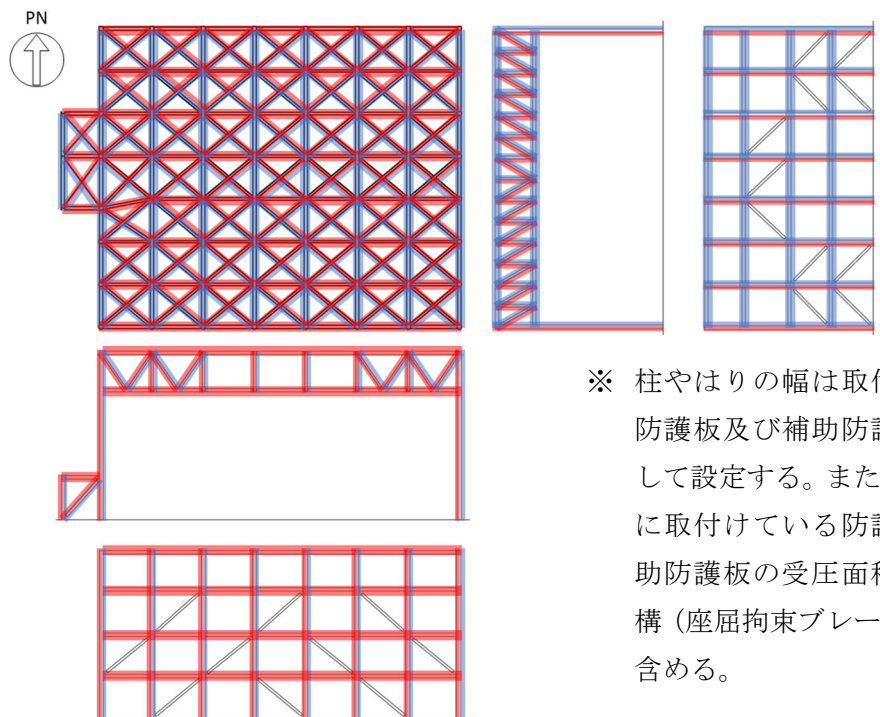 PN
※ 柱やはりの幅は取付
防護板及び補助防護
して設定する。また
に取付けている防護
助防護板の受圧面積
構（座屈拘束ブレー
含める。